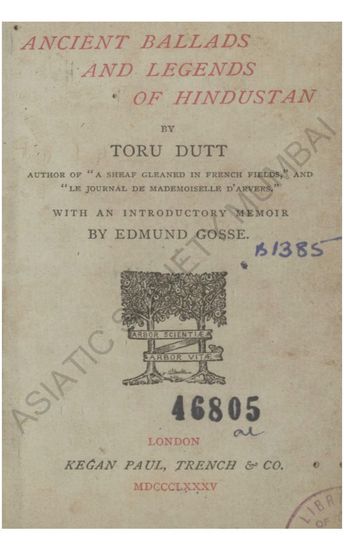 ANCIENT BALLADS
AND LEGENDS
OF HINDUSTAN
BY
TORU DUTT
AUTHOR OF "A SHEAF GLEANED IN FRENCH FIELDS," AND
"LE JOURNAL DE MADEMOISELLE D'ARVERS."
WITH AN INTRODUCTORY MEMOIR
BY EDMUND GOSSE.
B1385
ARBOR SCIENTIÆ
ARBOR VITÆ
46805
LONDON
KEGAN PAUL, TRENCH & CO.
MDCCCLXXXV
ASIATIC SOCIETY MUMBAI